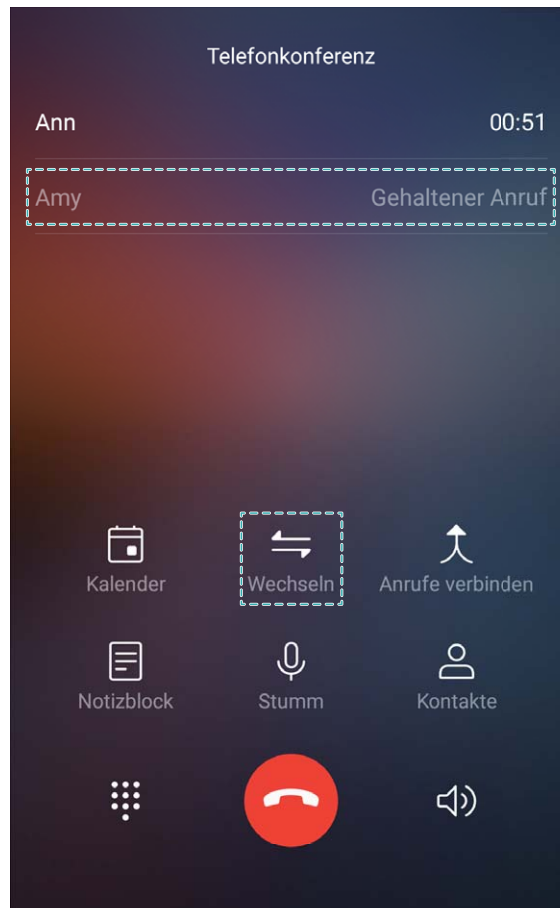 Telefonkonferenz
Ann 00:51
Amy Gehaltener Anruf
Kalender Wechseln Anrufe verbinden
Notizblock Stumm Kontakte